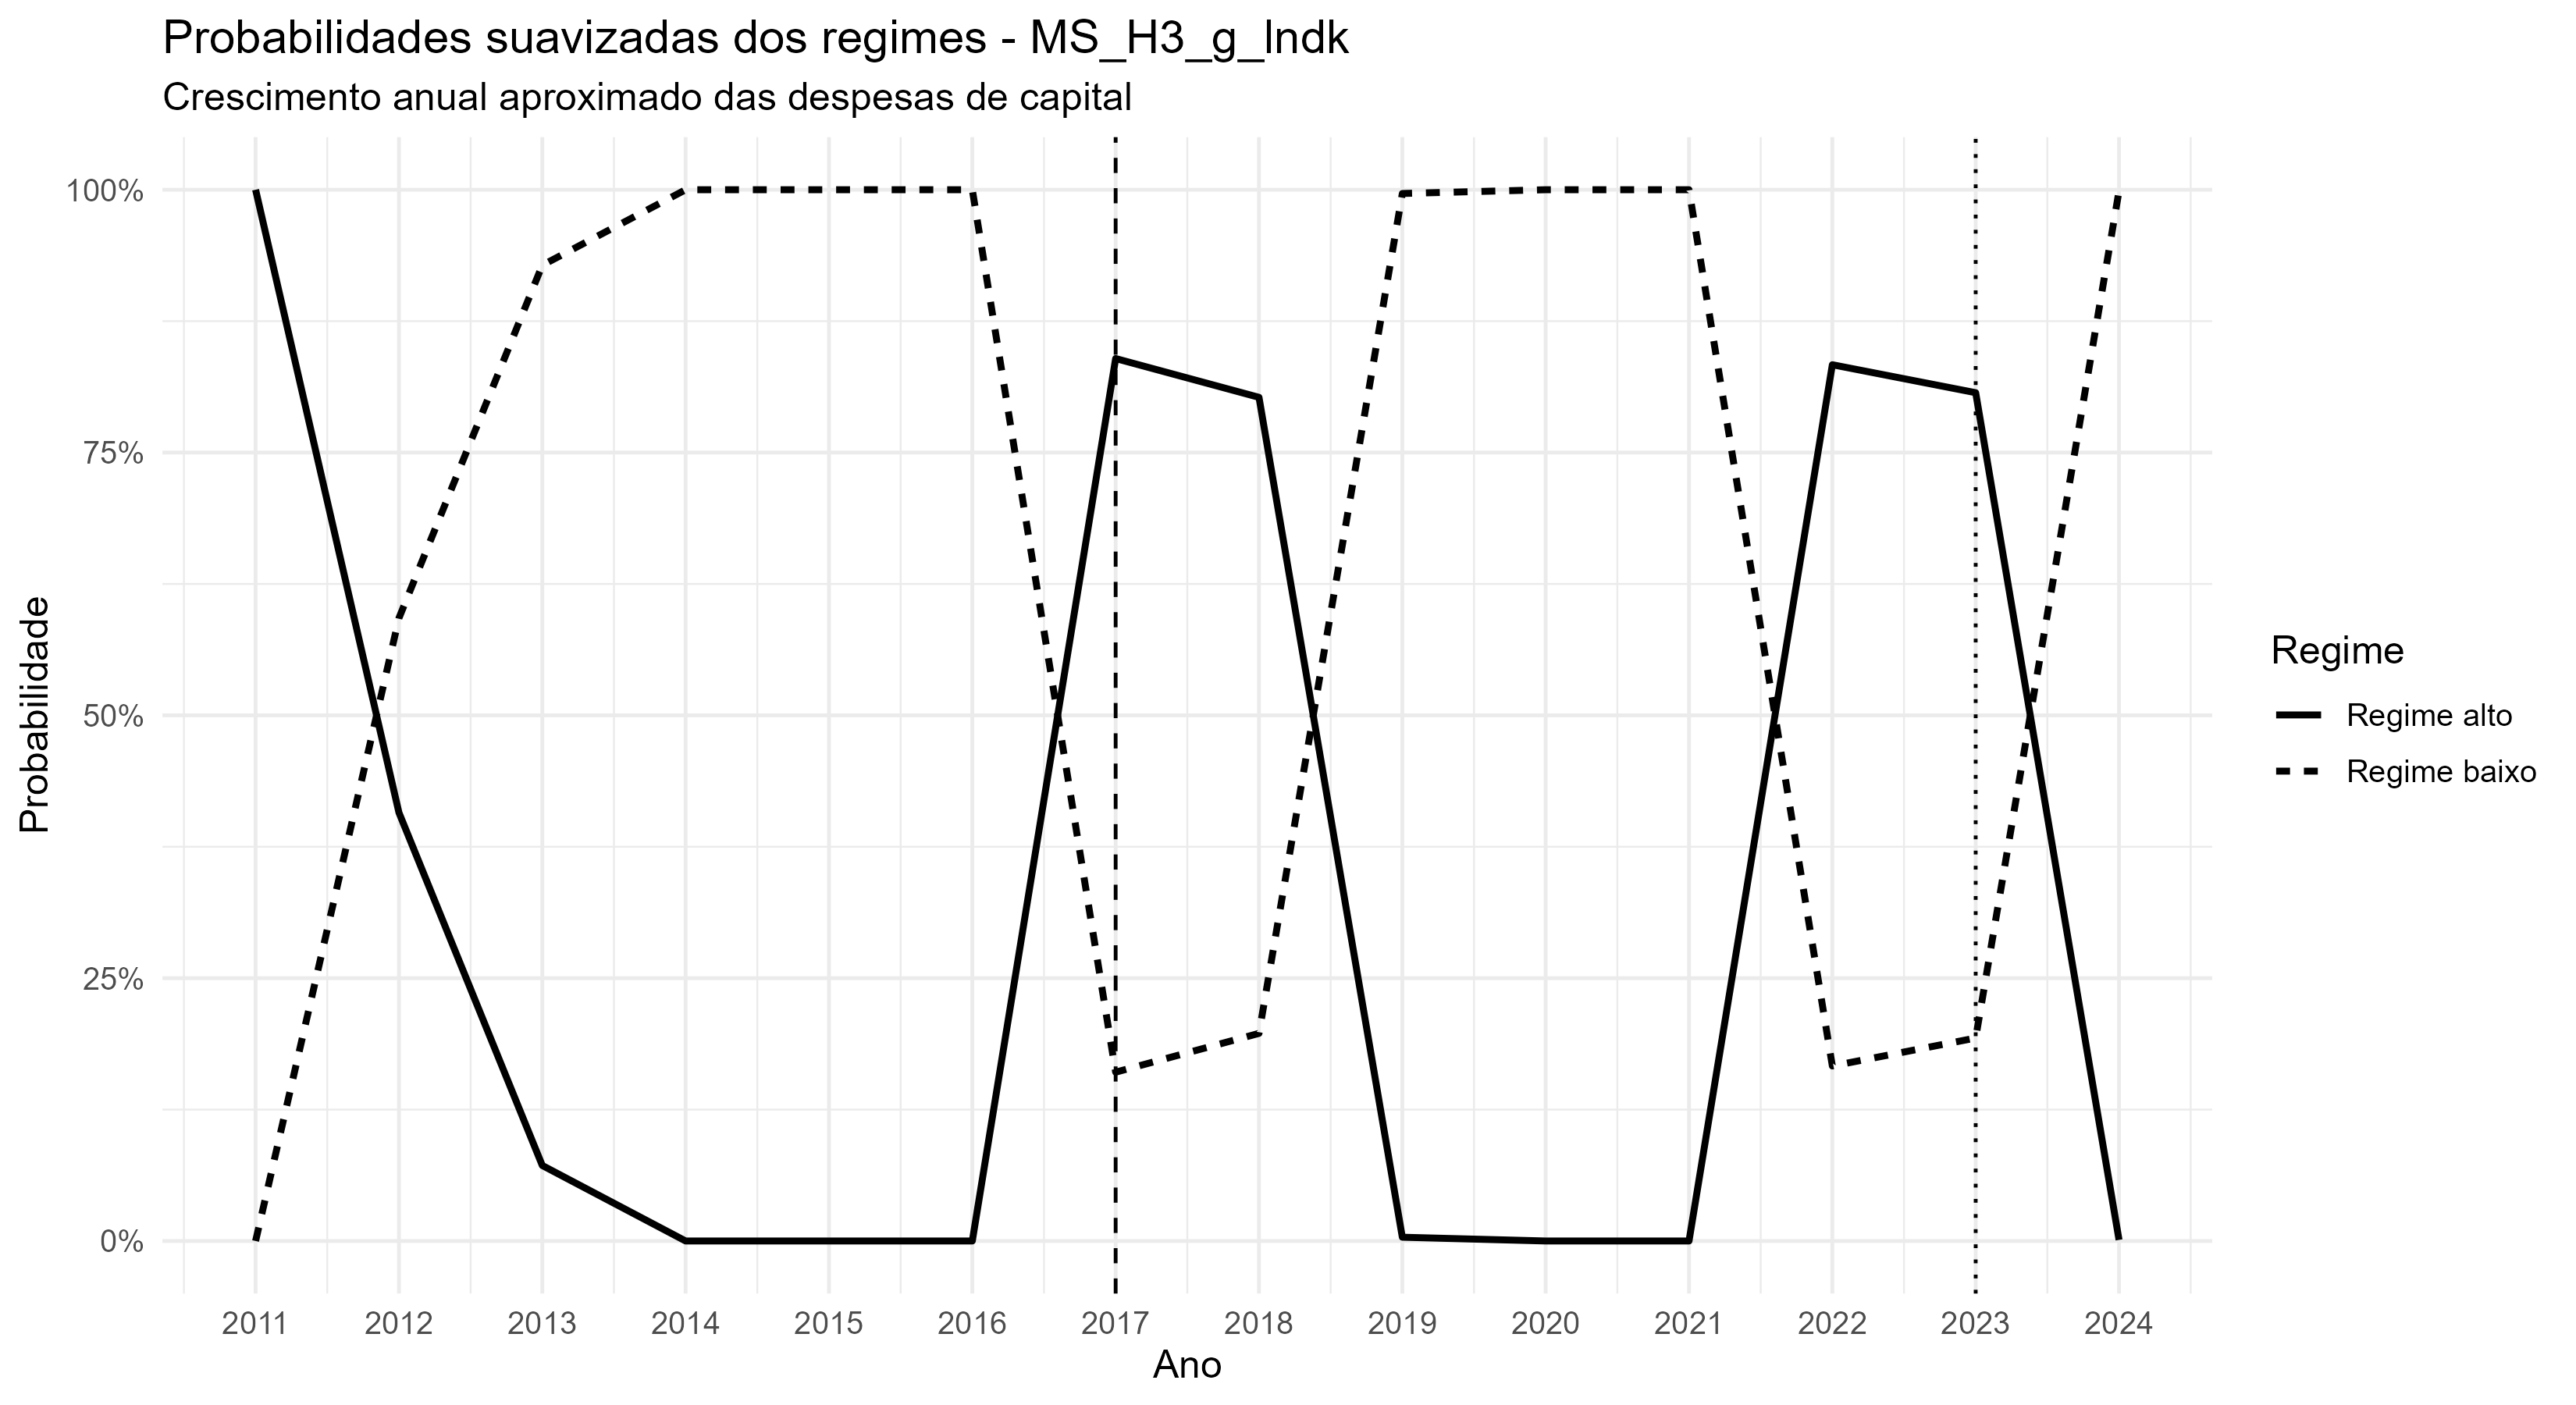 Probabilidades suavizadas dos regimes - MS_H3_g_lndk
Crescimento anual aproximado das despesas de capital
100%
75%
50%
25%
0%
Probabilidade
2011 2012 2013 2014 2015 2016 2017 2018 2019 2020 2021 2022 2023 2024
Ano
Regime
Regime alto
Regime baixo